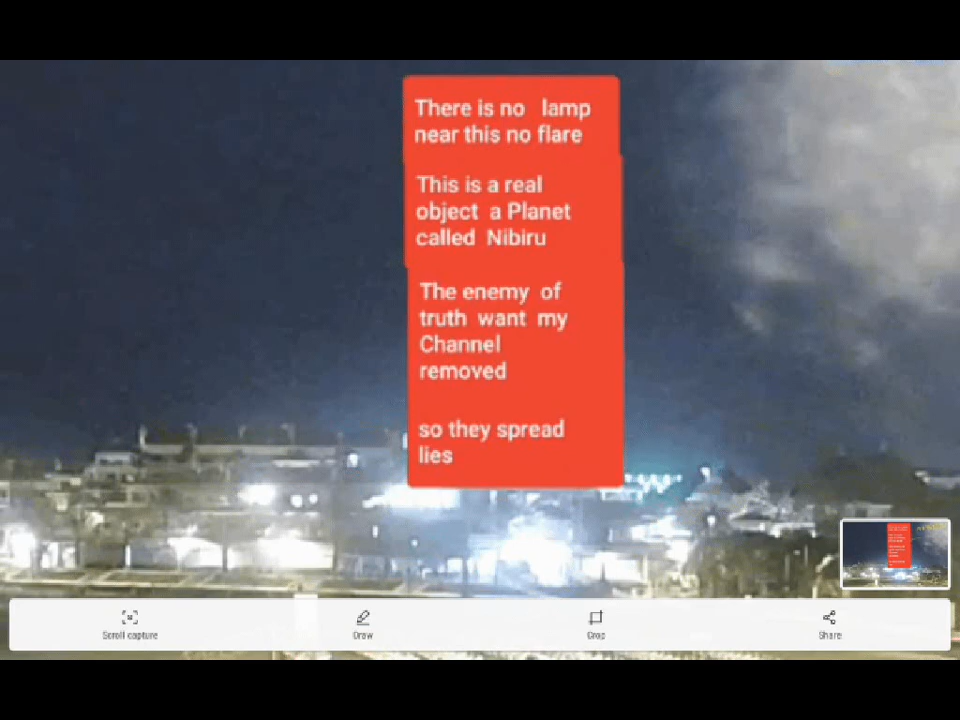 There is no lamp
near this no flare
This is a real
object a Planet
called Nibiru
The enemy of
truth want my
Channel
removed
so they spread
lies
Scroll capture
Draw
Crop
Share